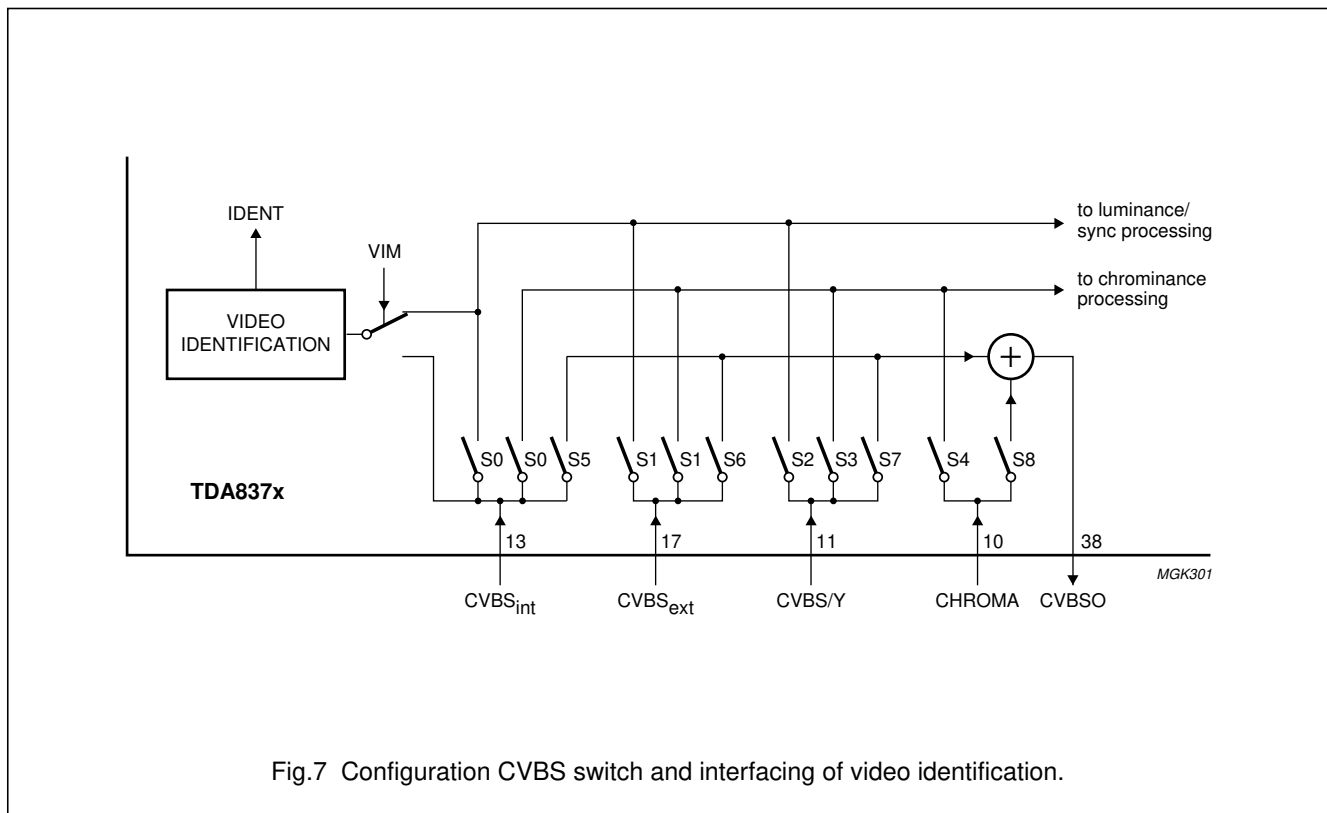 IDENT
VIM
to luminance/
sync processing
to chrominance
processing
VIDEO
IDENTIFICATION
+
S0 S0 S5 S1 S1 S6 S2 S3 S7 S4 S8
TDA837x
13 17 11 10 38
MGK301
CVBSint CVBSext CVBS/Y CHROMA CVBSO
Fig.7 Configuration CVBS switch and interfacing of video identification.